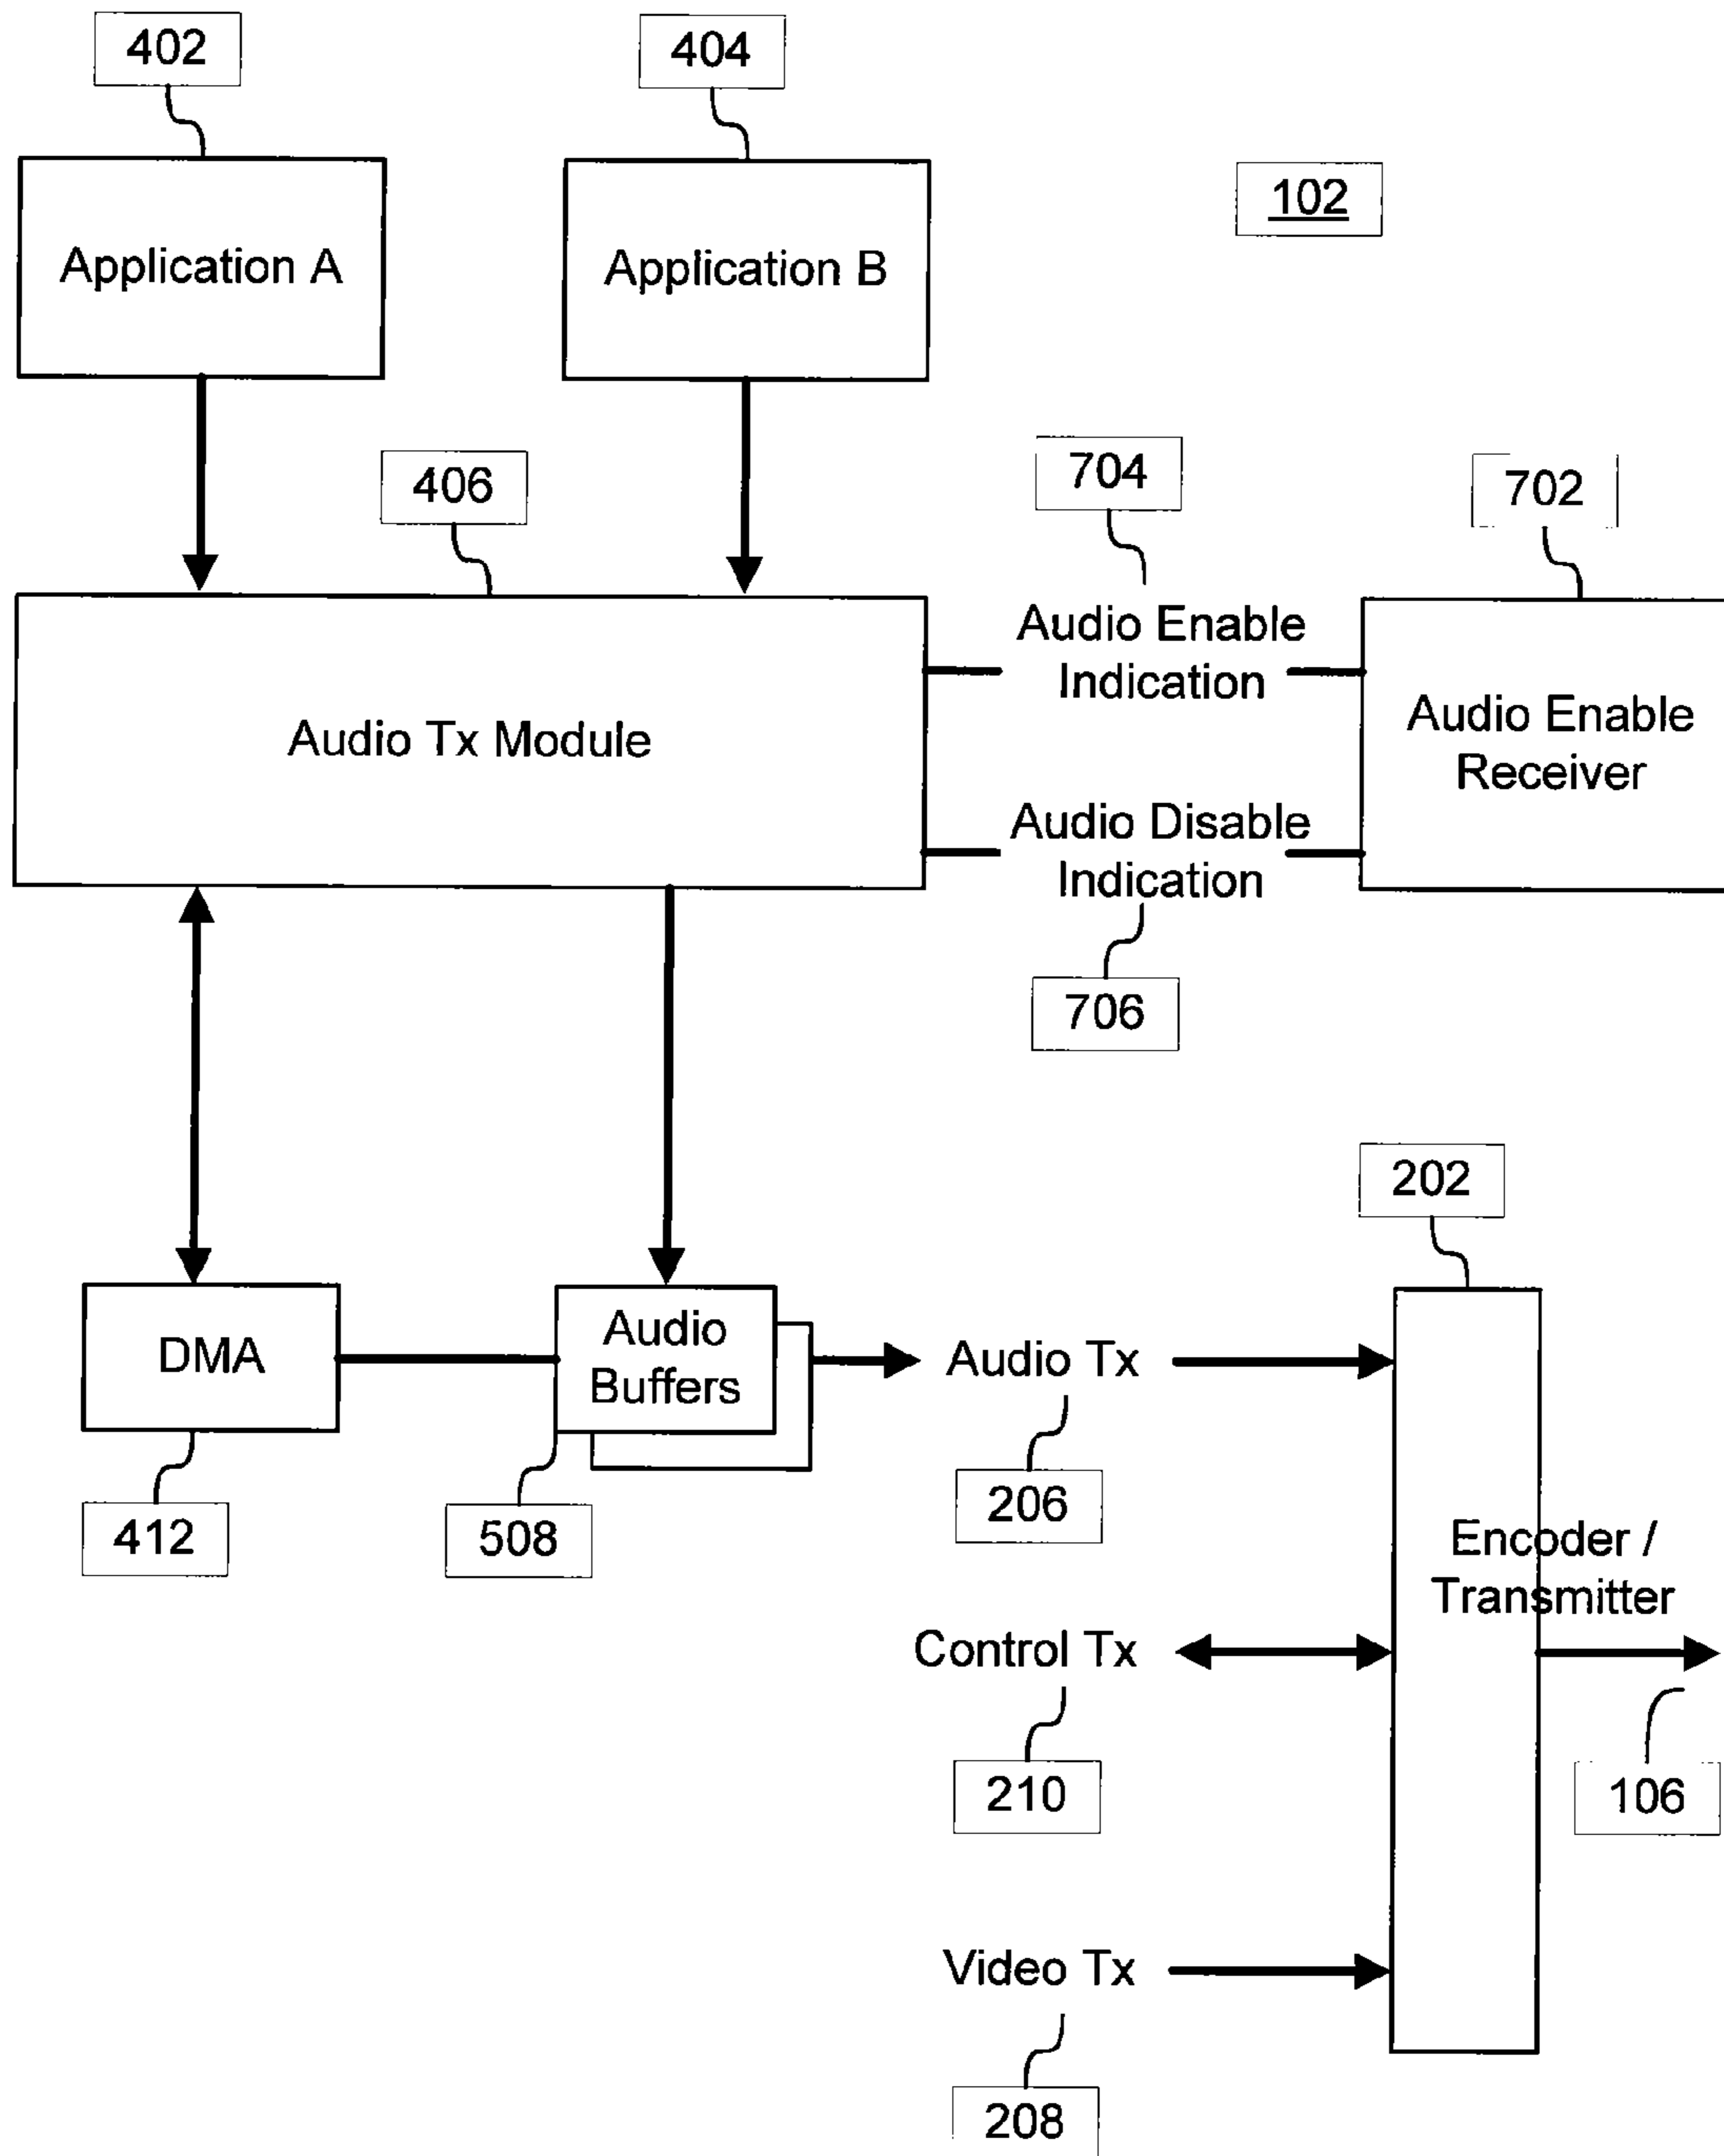 402
404
102
Application A
Application B
406
704
702
Audio Enable
Indication
Audio Tx Module
Audio Enable
Receiver
Audio Disable
Indication
706
202
DMA
Audio
Buffers
Audio Tx
412
508
206
Encoder /
Transmitter
Control Tx
210
106
Video Tx
208